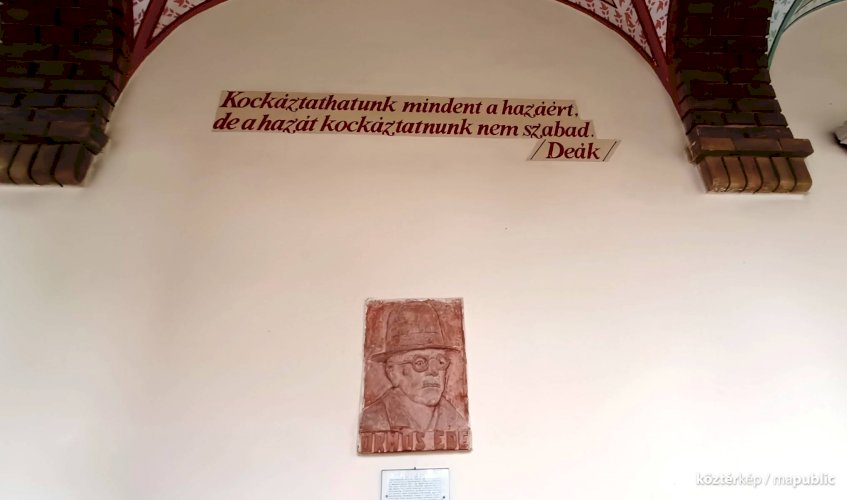 Kockáztathatunk mindent a hazáért,
de a hazát kockáztatnunk nem szabad.
/Deák/
ORMOS EDE
köztérkép / mapublic